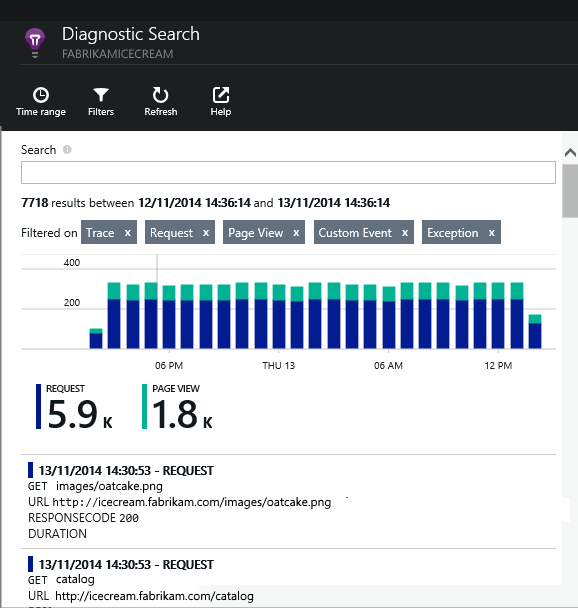 Diagnostic Search
FABRIKAMICECREAM
Time range Filters Refresh Help
Search
7718 results between 12/11/2014 14:36:14 and 13/11/2014 14:36:14
Filtered on Trace x Request x Page View x Custom Event x Exception x
400
200
06 PM THU 13 06 AM 12 PM
REQUEST PAGE VIEW
5.9 K 1.8 K
13/11/2014 14:30:53 - REQUEST
GET images/oatcake.png
URL http://icecream.fabrikam.com/images/oatcake.png
RESPONSECODE 200
DURATION
13/11/2014 14:30:53 - REQUEST
GET catalog
URL http://icecream.fabrikam.com/catalog